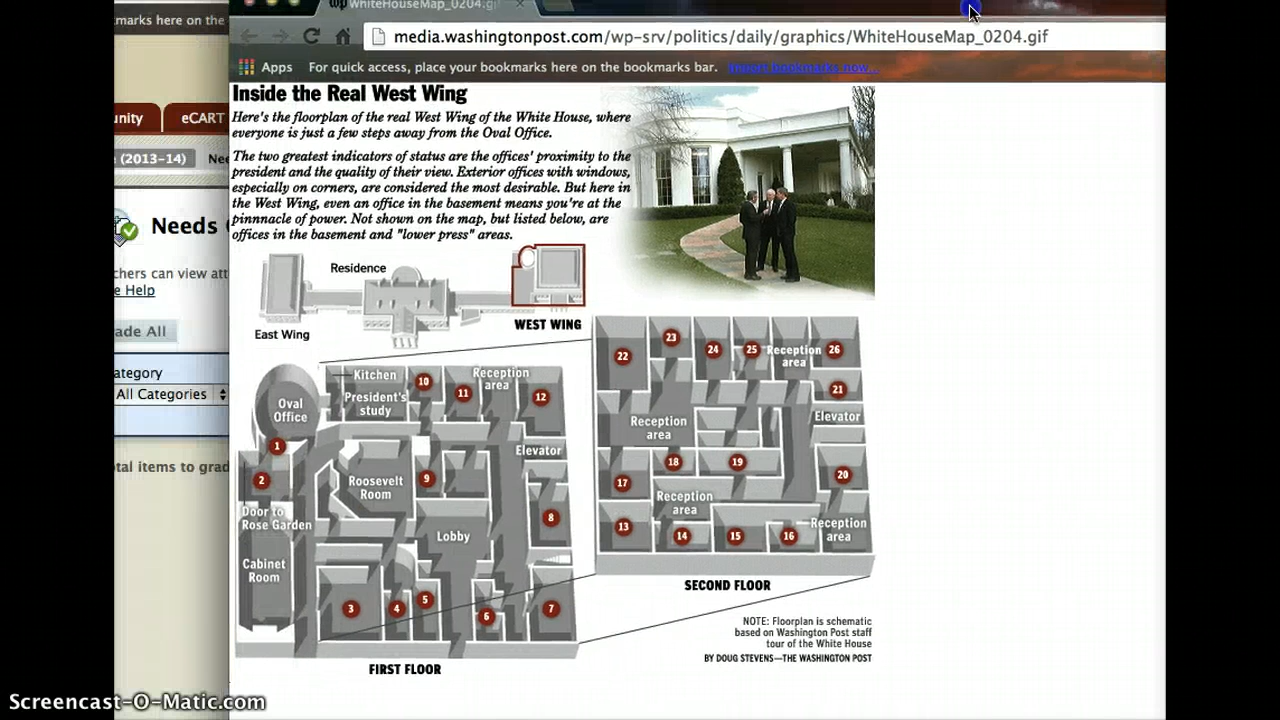 WhiteHouseMap_0204.gi
marks here on the
media.washingtonpost.com/wp-srv/politics/daily/graphics/WhiteHouseMap_0204.gif
Apps For quick access, place your bookmarks here on the bookmarks bar. Import bookmarks now...
unity eCART
(2013-14) Nee
Needs
chers can view att
e Help
ade All
ategory
All Categories
otal items to grad
Inside the Real West Wing
Here's the floorplan of the real West Wing of the White House, where
everyone is just a few steps away from the Oval Office.
The two greatest indicators of status are the offices' proximity to the
president and the quality of their view. Exterior offices with windows,
especially on corners, are considered the most desirable. But here in
the West Wing, even an office in the basement means you're at the
pinnnacle of power. Not shown on the map, but listed below, are
offices in the basement and "lower press" areas.
Residence
East Wing
WEST WING
Kitchen
10
Reception
area
11
12
President's
study
Oval
Office
1
2
Elevator
Roosevelt
Room
9
Door to
Rose Garden
8
Lobby
Cabinet
Room
3
4
5
6
7
FIRST FLOOR
22
23
24
25
Reception
area
26
21
Elevator
Reception
area
18
19
20
17
Reception
area
13
14
15
16
Reception
area
SECOND FLOOR
NOTE: Floorplan is schematic
based on Washington Post staff
tour of the White House
BY DOUG STEVENS—THE WASHINGTON POST
Screencast-O-Matic.com